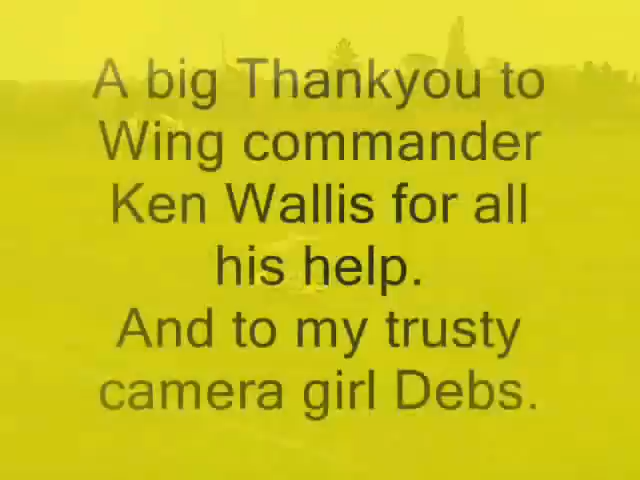 A big Thankyou to
Wing commander
Ken Wallis for all
his help.
And to my trusty
camera girl Debs.